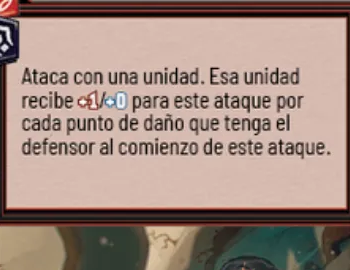 Ataca con una unidad. Esa unidad
recibe +1/+0 para este ataque por
cada punto de daño que tenga el
defensor al comienzo de este ataque.